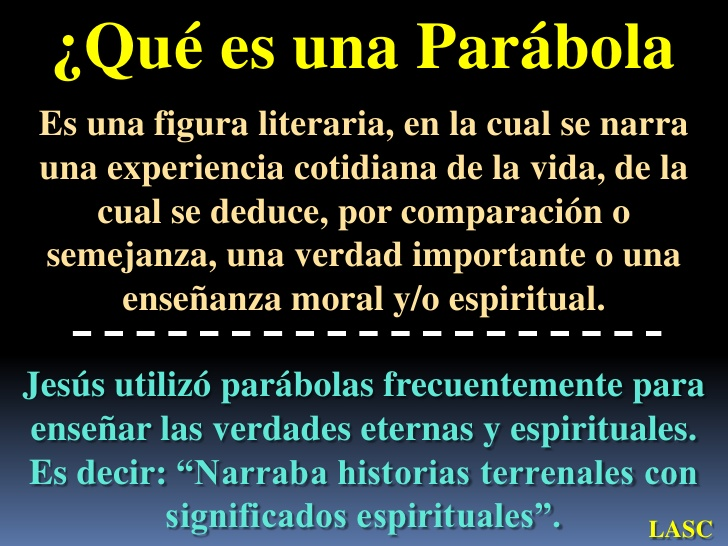 ¿Qué es una Parábola
Es una figura literaria, en la cual se narra
una experiencia cotidiana de la vida, de la
cual se deduce, por comparación o
semejanza, una verdad importante o una
enseñanza moral y/o espiritual.
Jesús utilizó parábolas frecuentemente para
enseñar las verdades eternas y espirituales.
Es decir: “Narraba historias terrenales con
significados espirituales”.
LASC